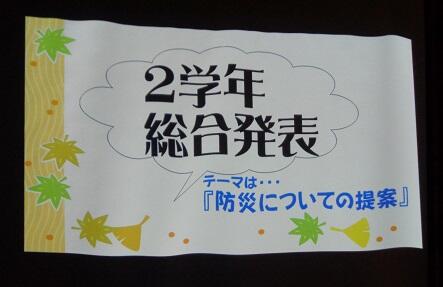 2学年
総合発表
テーマは・・・
『防災についての提案』